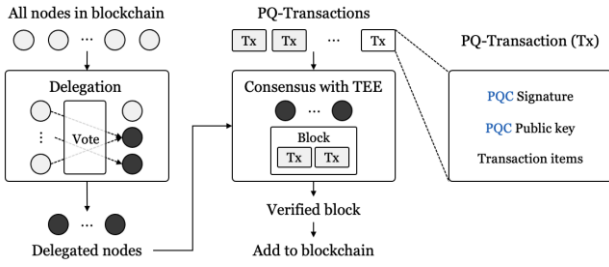 All nodes in blockchain
...
Delegation
⋮
Vote
...
Delegated nodes
PQ-Transactions
Tx Tx ... Tx
Consensus with TEE
...
Block
Tx Tx
Verified block
Add to blockchain
PQ-Transaction (Tx)
PQC Signature
PQC Public key
Transaction items